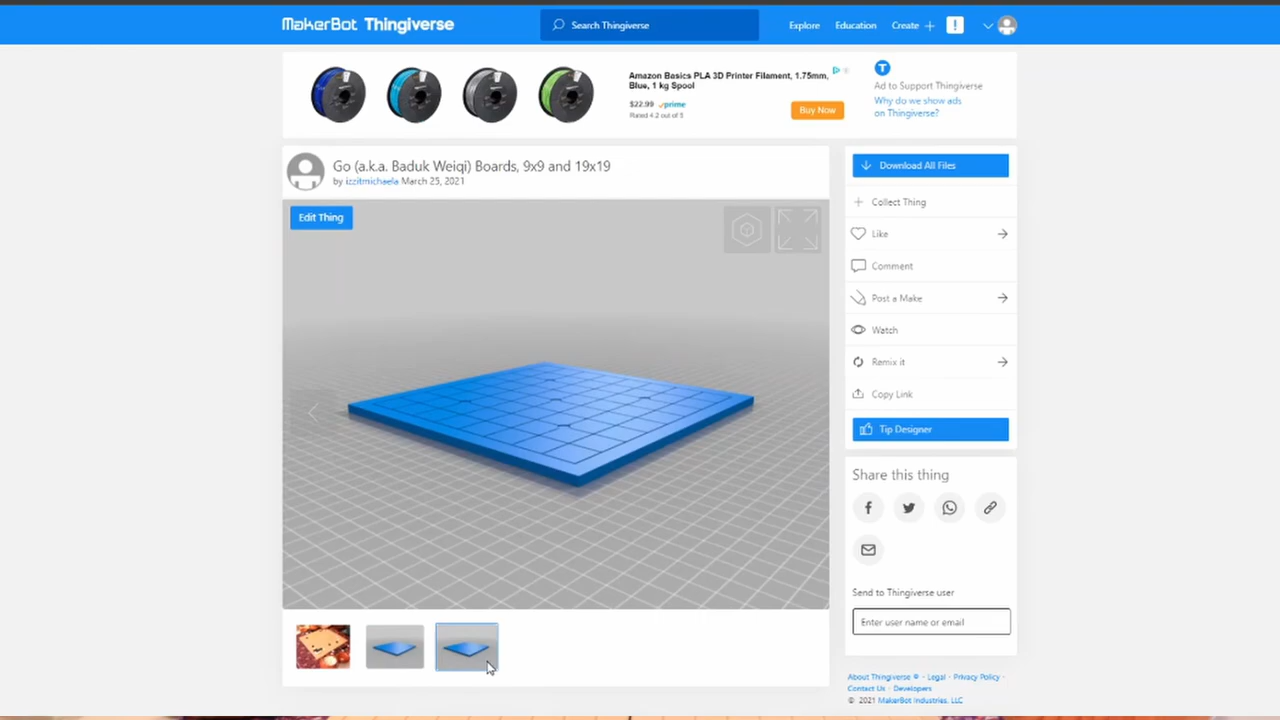 MakerBot Thingiverse
Search Thingiverse
Explore
Education
Create
!
Amazon Basics PLA 3D Printer Filament, 1.75mm,
Blue, 1 kg Spool
$22.99 prime
Rated 4.2 out of 5
Buy Now
T
Ad to Support Thingiverse
Why do we show ads
on Thingiverse?
Go (a.k.a. Baduk Weiqi) Boards, 9x9 and 19x19
by izzitmichaela March 25, 2021
Edit Thing
Download All Files
Collect Thing
Like
Comment
Post a Make
Watch
Remix it
Copy Link
Tip Designer
Share this thing
Send to Thingiverse user
Enter user name or email
About Thingiverse ® · Legal · Privacy Policy ·
Contact Us · Developers
© 2021 MakerBot Industries, LLC